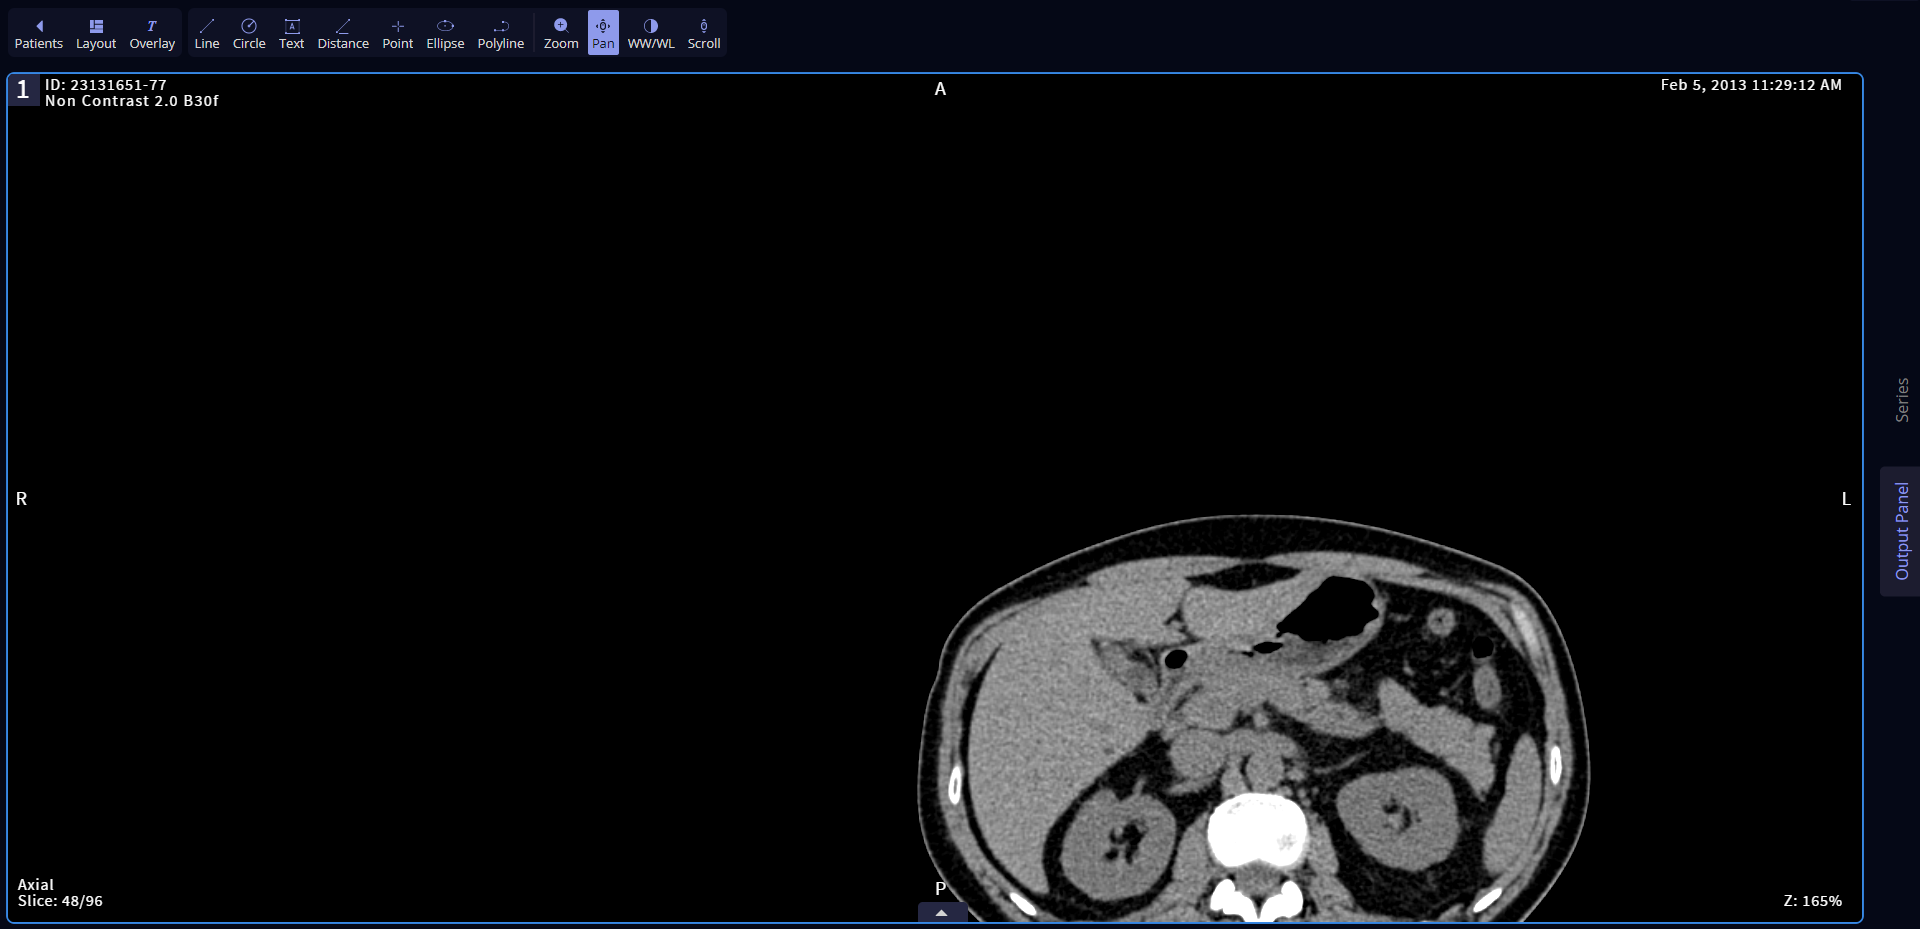 Patients Layout Overlay Line Circle Text Distance Point Ellipse Polyline Zoom Pan WW/WL Scroll
1
ID: 23131651-77
Non Contrast 2.0 B30f
A
Feb 5, 2013 11:29:12 AM
R
L
Series
Output Panel
P
Axial
Slice: 48/96
Z: 165%